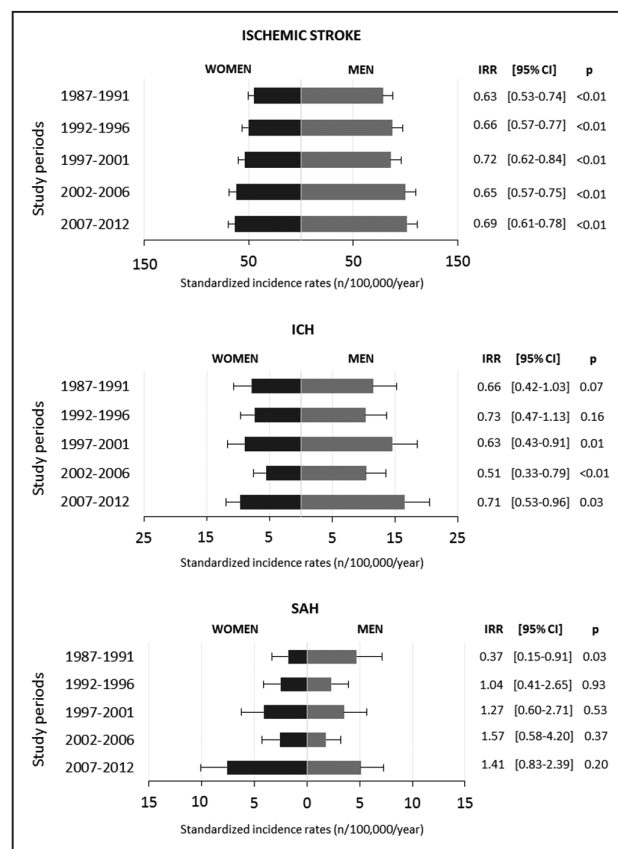 ISCHEMIC STROKE
WOMEN MEN IRR [95% CI] p
Study periods
1987-1991 0.63 [0.53-0.74] <0.01
1992-1996 0.66 [0.57-0.77] <0.01
1997-2001 0.72 [0.62-0.84] <0.01
2002-2006 0.65 [0.57-0.75] <0.01
2007-2012 0.69 [0.61-0.78] <0.01
150 50 50 150
Standardized incidence rates (n/100,000/year)
ICH
WOMEN MEN IRR [95% CI] p
Study periods
1987-1991 0.66 [0.42-1.03] 0.07
1992-1996 0.73 [0.47-1.13] 0.16
1997-2001 0.63 [0.43-0.91] 0.01
2002-2006 0.51 [0.33-0.79] <0.01
2007-2012 0.71 [0.53-0.96] 0.03
25 15 5 5 15 25
Standardized incidence rates (n/100,000/year)
SAH
WOMEN MEN IRR [95% CI] p
Study periods
1987-1991 0.37 [0.15-0.91] 0.03
1992-1996 1.04 [0.41-2.65] 0.93
1997-2001 1.27 [0.60-2.71] 0.53
2002-2006 1.57 [0.58-4.20] 0.37
2007-2012 1.41 [0.83-2.39] 0.20
15 10 5 0 5 10 15
Standardized incidence rates (n/100,000/year)